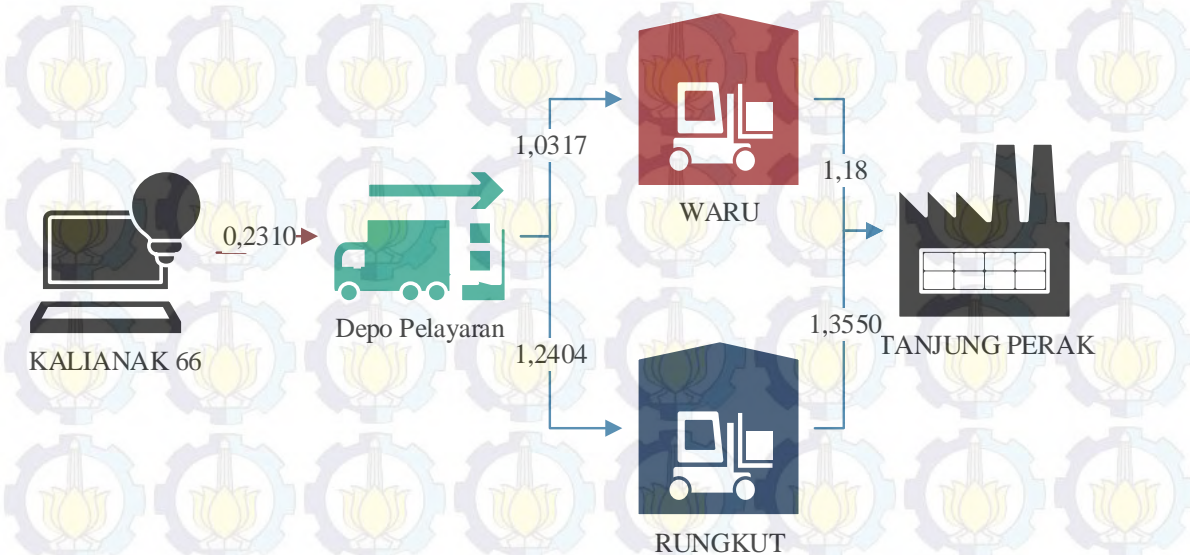 KALIANAK 66
0,2310
Depo Pelayaran
1,0317
1,2404
WARU
RUNGKUT
1,18
1,3550
TANJUNG PERAK